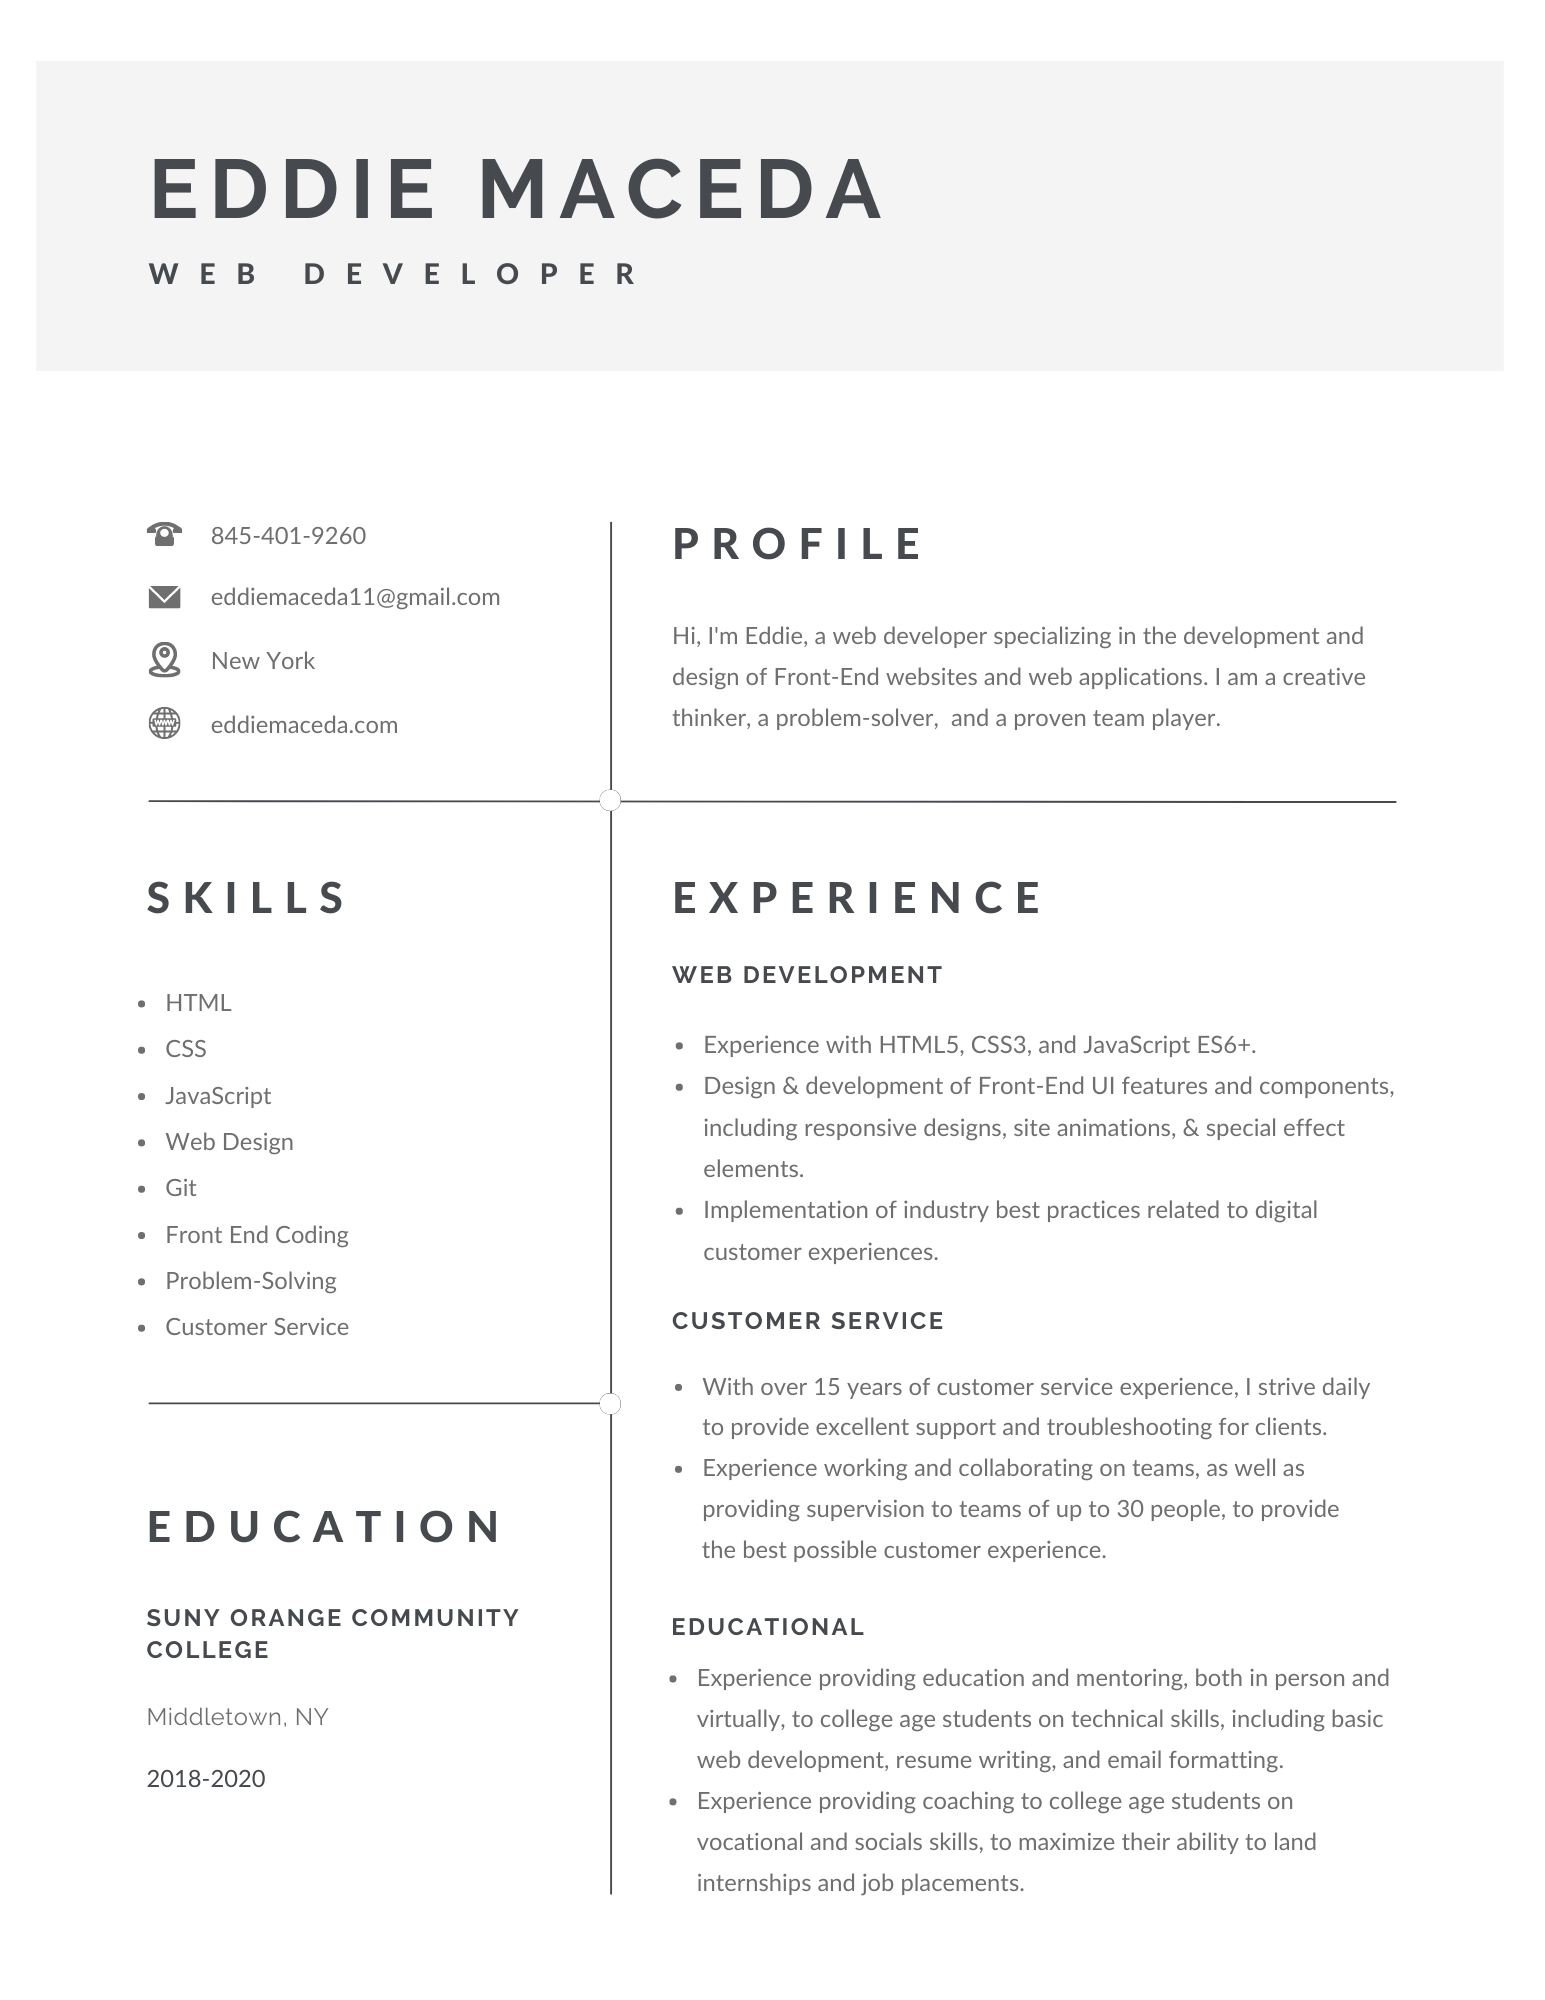 EDDIE MACEDA
WEB DEVELOPER
845-401-9260
eddiemaceda11@gmail.com
New York
eddiemaceda.com
PROFILE
Hi, I'm Eddie, a web developer specializing in the development and
design of Front-End websites and web applications. I am a creative
thinker, a problem-solver,  and a proven team player.
SKILLS
• HTML
• CSS
• JavaScript
• Web Design
• Git
• Front End Coding
• Problem-Solving
• Customer Service
EDUCATION
SUNY ORANGE COMMUNITY
COLLEGE
Middletown, NY
2018-2020
EXPERIENCE
WEB DEVELOPMENT
• Experience with HTML5, CSS3, and JavaScript ES6+.
• Design & development of Front-End UI features and components,
including responsive designs, site animations, & special effect
elements.
• Implementation of industry best practices related to digital
customer experiences.
CUSTOMER SERVICE
• With over 15 years of customer service experience, I strive daily
to provide excellent support and troubleshooting for clients.
• Experience working and collaborating on teams, as well as
providing supervision to teams of up to 30 people, to provide
the best possible customer experience.
EDUCATIONAL
• Experience providing education and mentoring, both in person and
virtually, to college age students on technical skills, including basic
web development, resume writing, and email formatting.
• Experience providing coaching to college age students on
vocational and socials skills, to maximize their ability to land
internships and job placements.